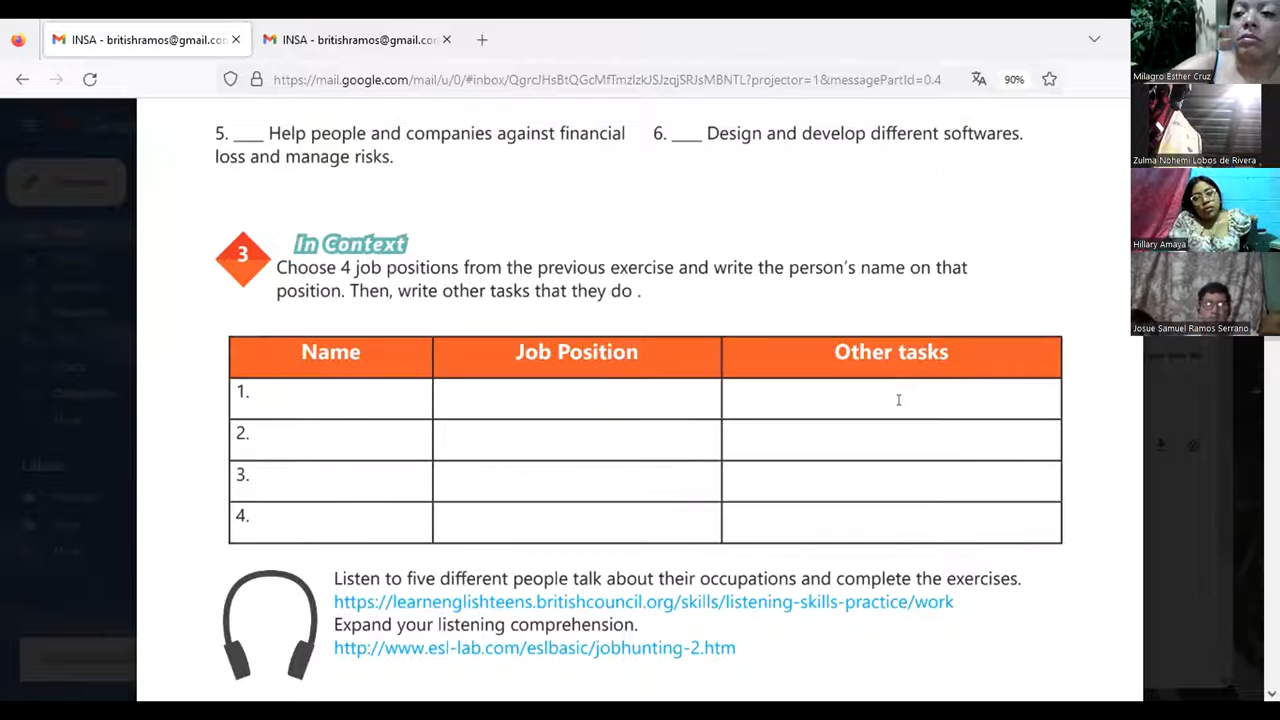 INSA - britishramos@gmail.con
INSA - britishramos@gmail.con
https://mail.google.com/mail/u/0/#inbox/QgrcJHsBtQGcMfTmzlzkJSJzqjSRJsMBNTL?projector=1&messagePartId=0.4
90%
5. ____ Help people and companies against financial
loss and manage risks.
6. ____ Design and develop different softwares.
3
In Context
Choose 4 job positions from the previous exercise and write the person's name on that
position. Then, write other tasks that they do .
Name Job Position Other tasks
1.
2.
3.
4.
Listen to five different people talk about their occupations and complete the exercises.
https://learnenglishteens.britishcouncil.org/skills/listening-skills-practice/work
Expand your listening comprehension.
http://www.esl-lab.com/eslbasic/jobhunting-2.htm
Milagro Esther Cruz
Zulma Nohemi Lobos de Rivera
Hillary Amaya
Josue Samuel Ramos Serrano